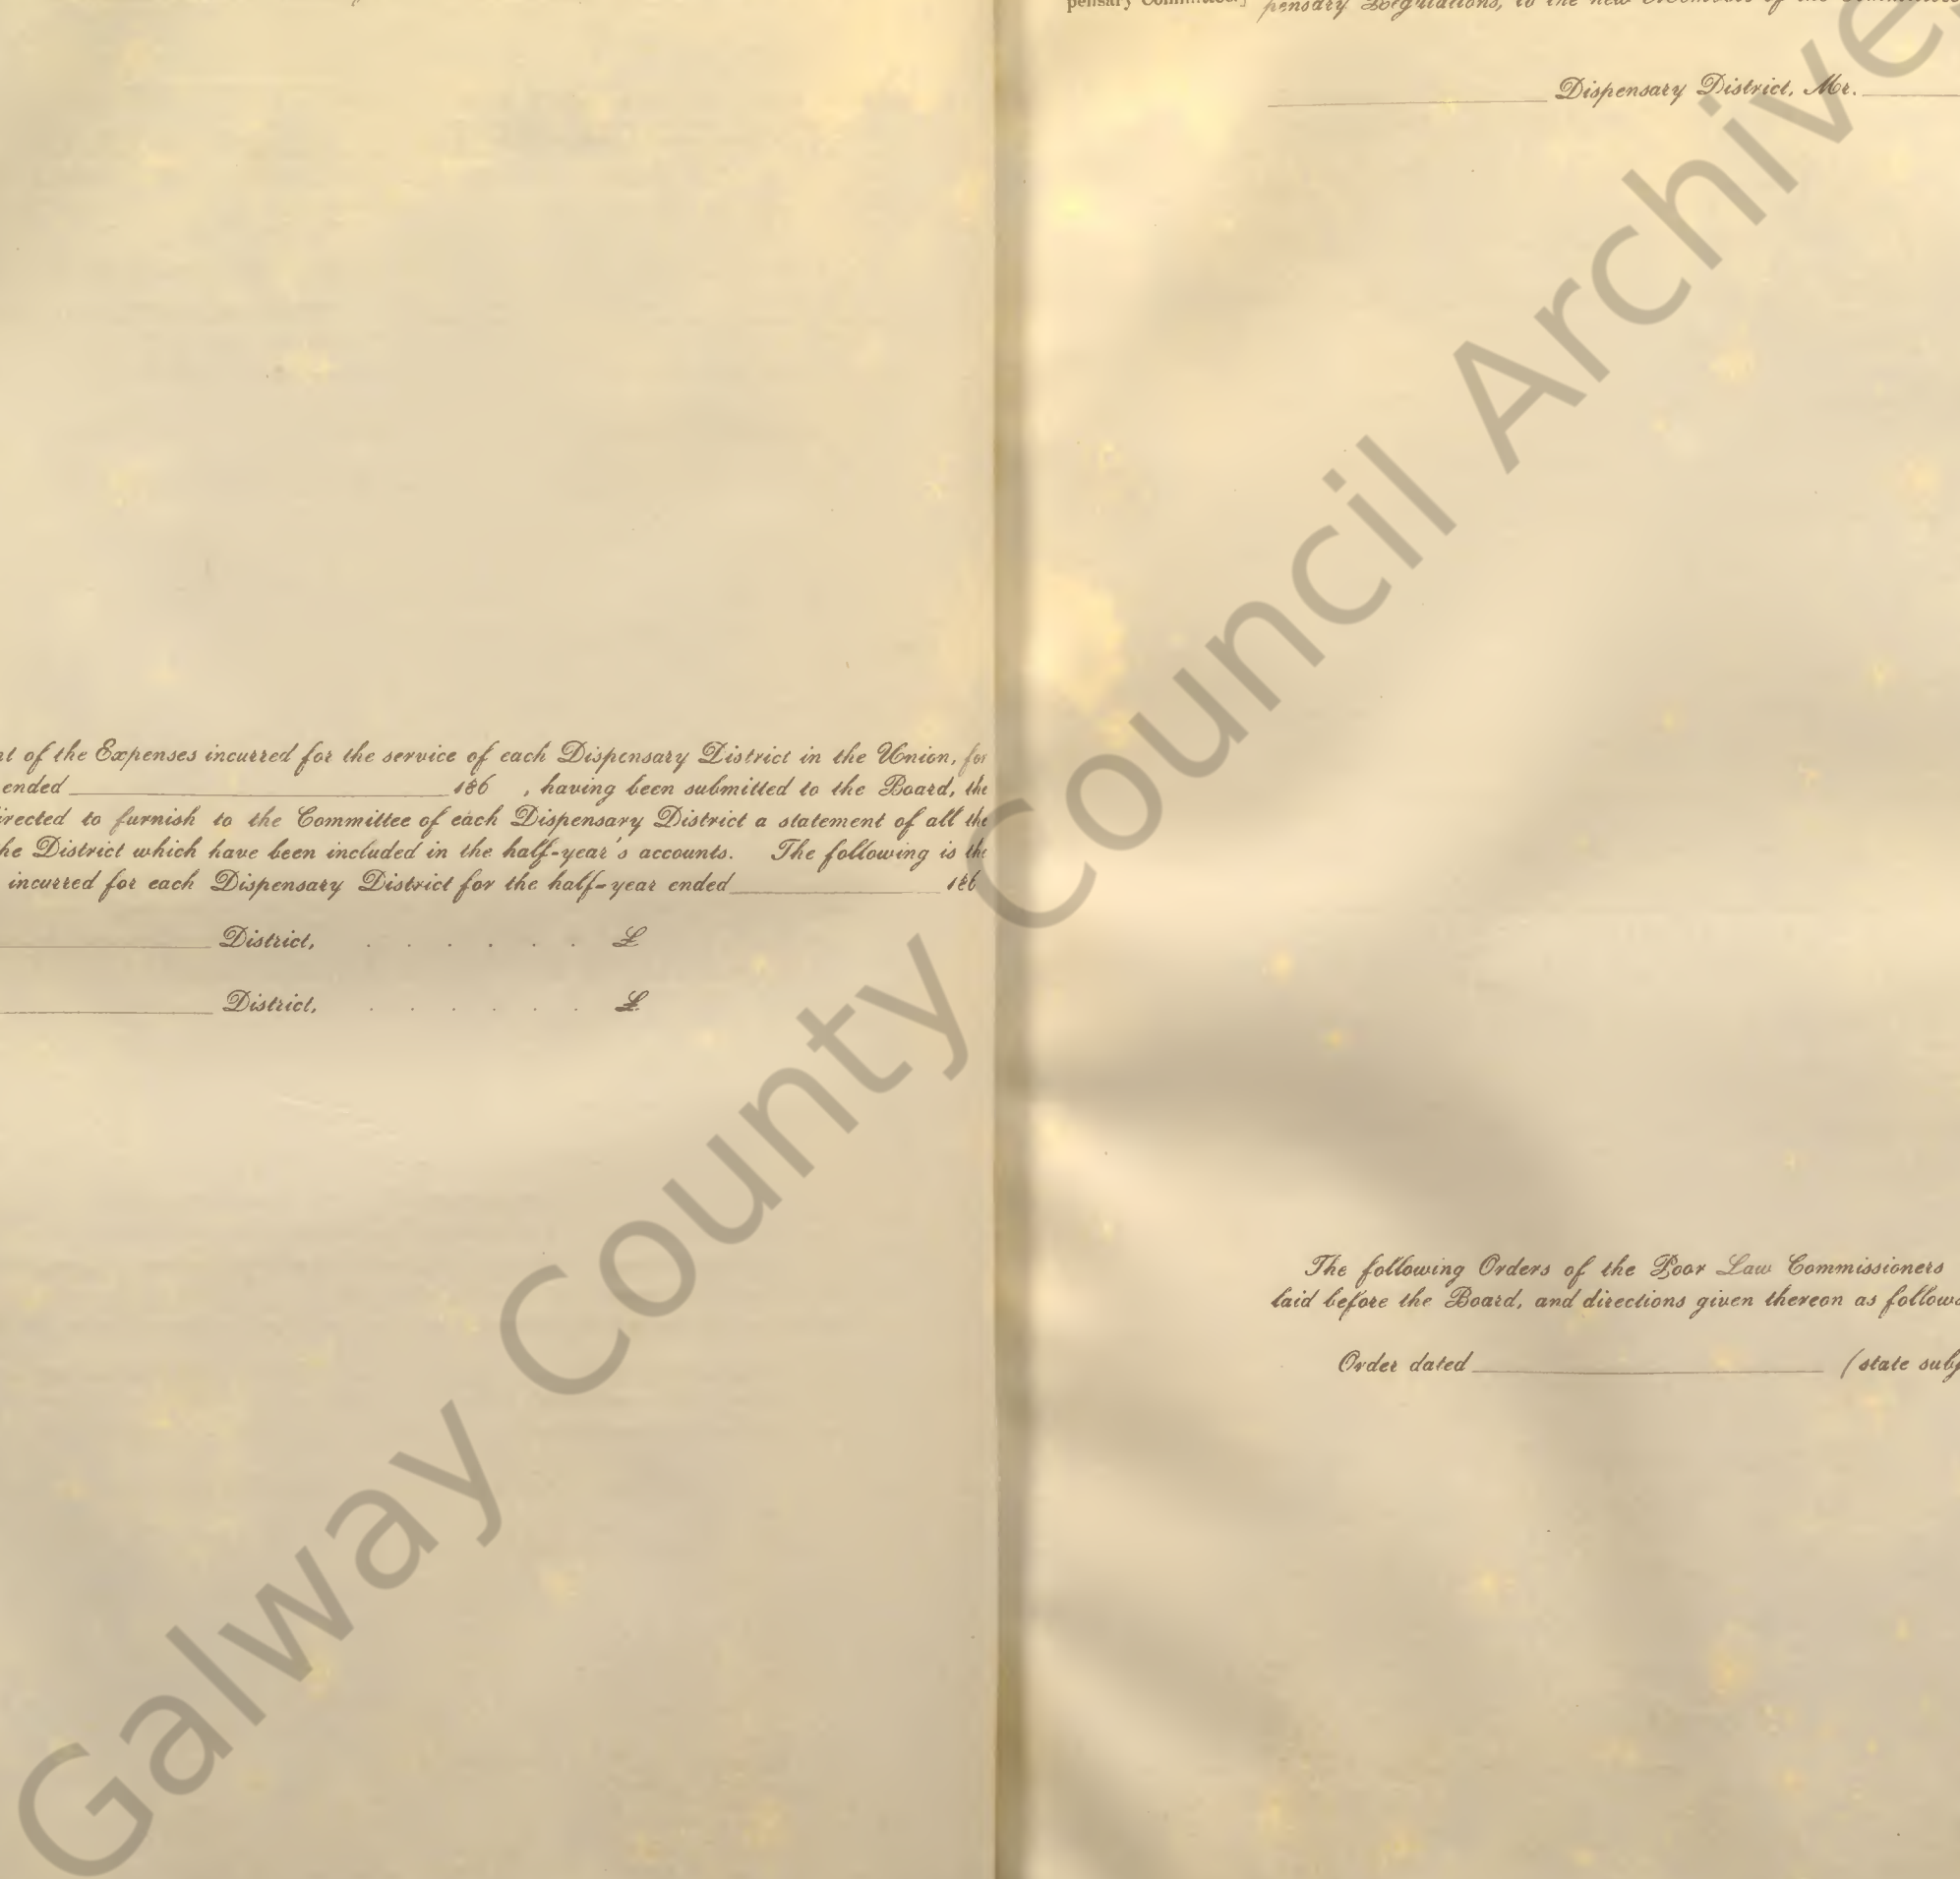 nt of the Expenses incurred for the service of each Dispensary District in the Union, for
ended 186 , having been submitted to the Board, the
irected to furnish to the Committee of each Dispensary District a statement of all the
he District which have been included in the half-year's accounts. The following is the
incurred for each Dispensary District for the half-year ended 186
District, . . . . . . £
District, . . . . . . £
pensary Committee.] pensary Regulations, to the new Members of the Committee
Dispensary District, Mr.
The following Orders of the Poor Law Commissioners
laid before the Board, and directions given thereon as follows
Order dated (state subj
Galway County Council Archive